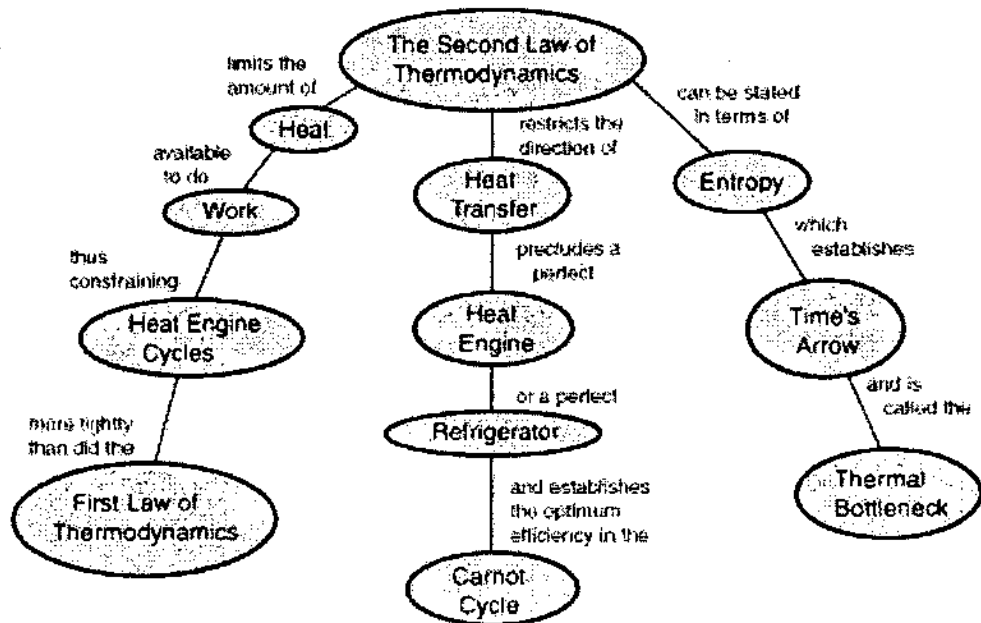 The Second Law of
Thermodynamics
limits the
amount of
Heat
available
to do
Work
thus
constraining
Heat Engine
Cycles
more tightly
than did the
First Law of
Thermodynamics
restricts the
direction of
Heat
Transfer
precludes a
perfect
Heat
Engine
or a perfect
Refrigerator
and establishes
the optimum
efficiency in the
Carnot
Cycle
can be stated
in terms of
Entropy
which
establishes
Time's
Arrow
and is
called the
Thermal
Bottleneck